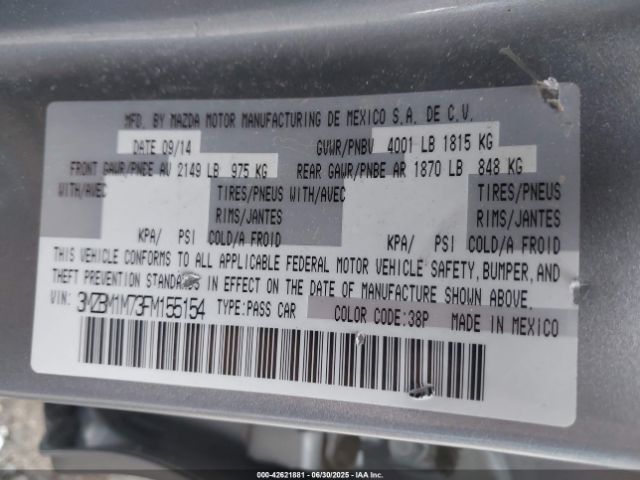 MFD. BY MAZDA MOTOR MANUFACTURING DE MEXICO S.A. DE C.V.
DATE 09/14 GVWR/PNBV 4001 LB 1815 KG
FRONT GAWR/PNBE AV 2149 LB 975 KG REAR GAWR/PNBE AR 1870 LB 848 KG
WITH/AVEC TIRES/PNEUS WITH/AVEC TIRES/PNEUS
RIMS/JANTES RIMS/JANTES
KPA/ PSI COLD/A FROID KPA/ PSI COLD/A FROID
THIS VEHICLE CONFORMS TO ALL APPLICABLE FEDERAL MOTOR VEHICLE SAFETY, BUMPER, AND
THEFT PREVENTION STANDARDS IN EFFECT ON THE DATE OF MANUFACTURE SHOWN ABOVE.
VIN: 3MZBM1M73FM155154 TYPE:PASS CAR COLOR CODE:38P MADE IN MEXICO
000-42621881 - 06/30/2025 - IAAI.com